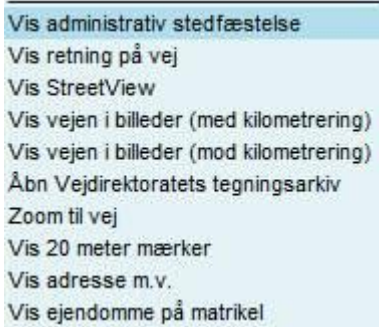 Vis administrativ stedfæstelse
Vis retning på vej
Vis StreetView
Vis vejen i billeder (med kilometrering)
Vis vejen i billeder (mod kilometrering)
Åbn Vejdirektoratets tegningsarkiv
Zoom til vej
Vis 20 meter mærker
Vis adresse m.v.
Vis ejendomme på matrikel